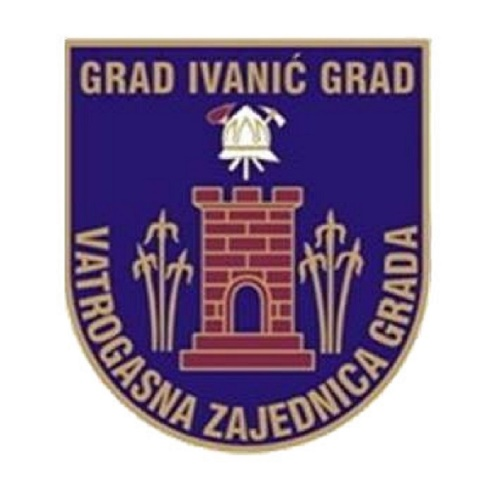 GRAD IVANIĆ GRAD
VATROGASNA ZAJEDNICA GRADA